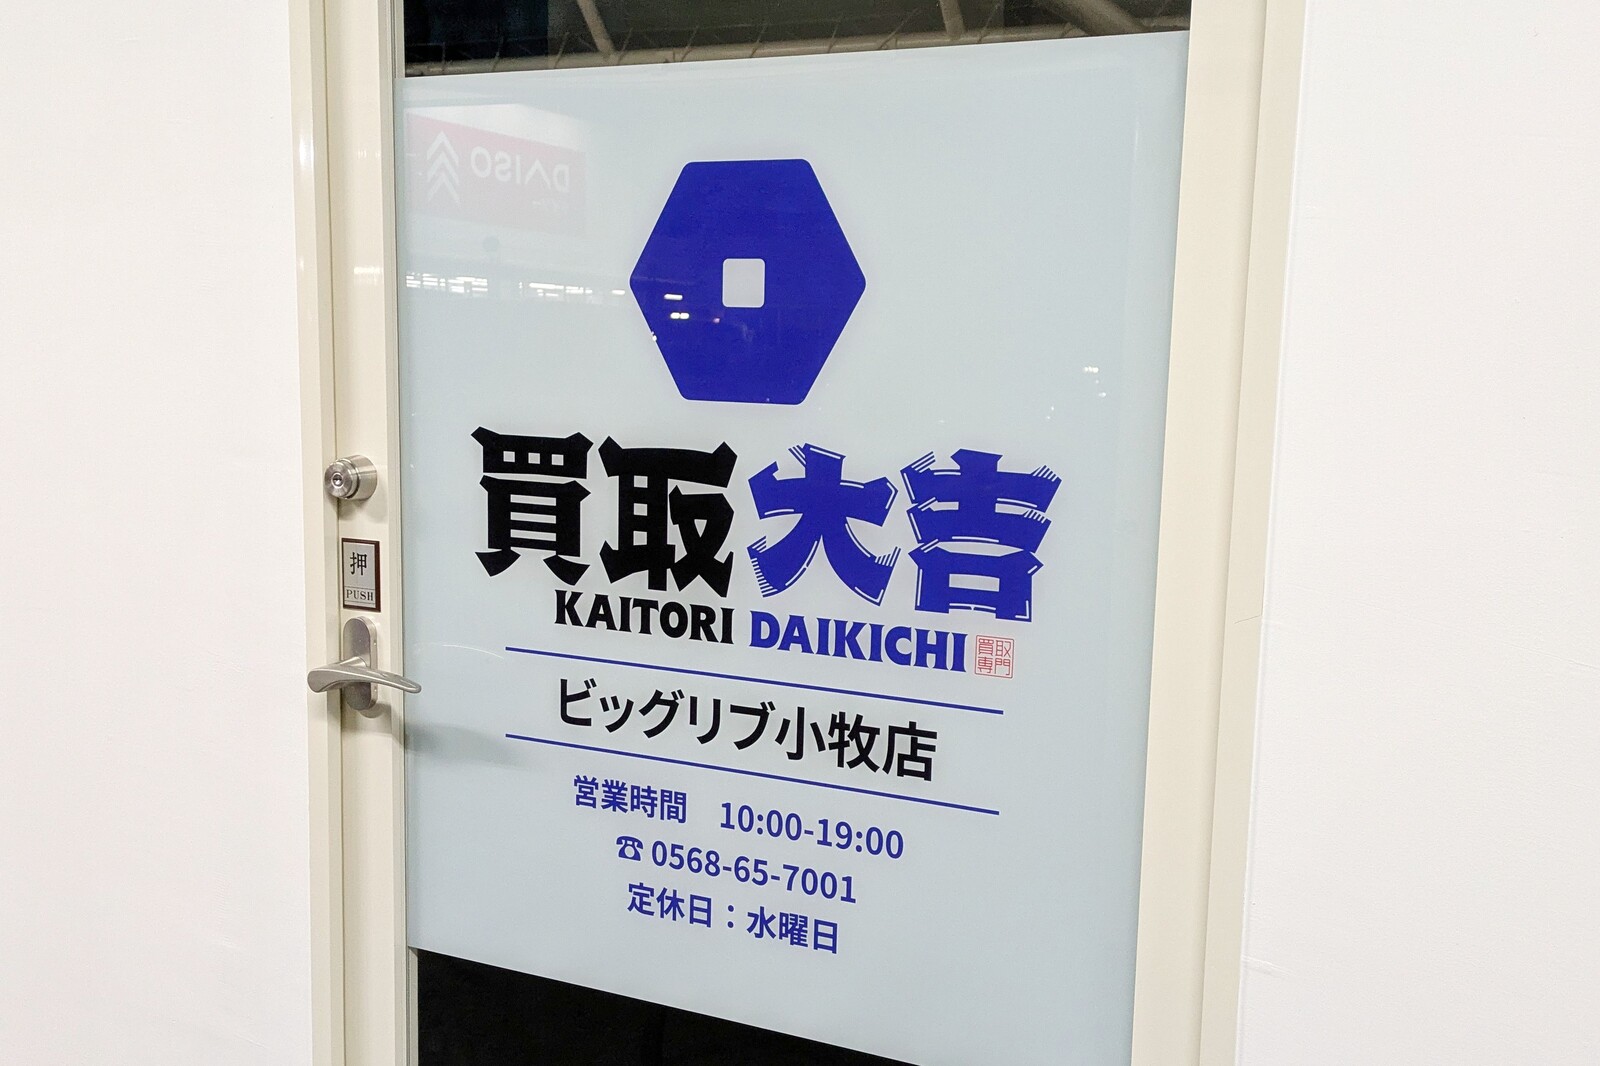 DAISO
買取大吉
KAITORI DAIKICHI
買取
専門
ビッグリブ小牧店
営業時間 10:00-19:00
☎ 0568-65-7001
定休日：水曜日
押
PUSH